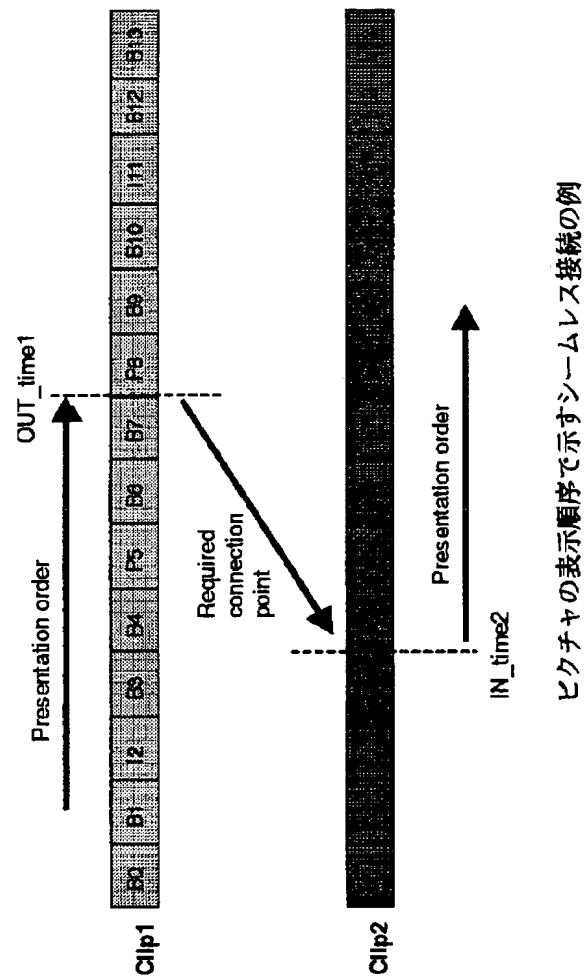 OUT_time1
Presentation order
Clip1
B0 B1 I2 B3 B4 P5 B6 B7 P8 B9 B10 I11 B12 B13
Required
connection
point
Clip2
IN_time2
Presentation order
ピクチャの表示順序で示すシームレス接続の例